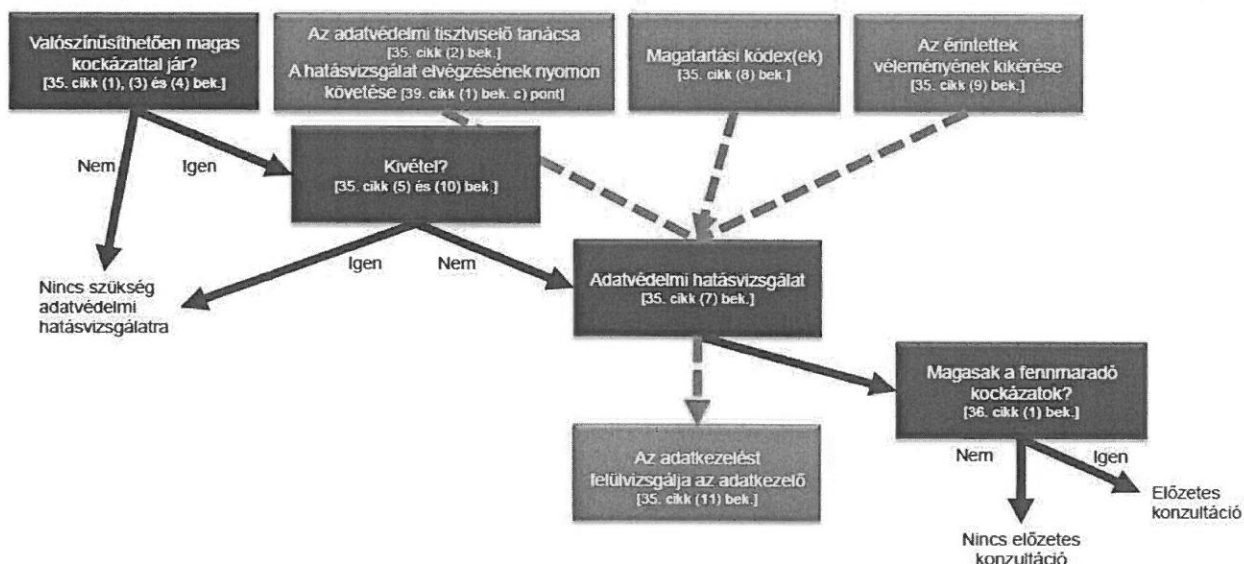 Valószínűsíthetően magas
kockázattal jár?
[35. cikk (1), (3) és (4) bek.]
Az adatvédelmi tisztviselő tanácsa
[35. cikk (2) bek.]
A hatásvizsgálat elvégzésének nyomon
követése [39. cikk (1) bek. c) pont]
Magatartási kódex(ek)
[35. cikk (8) bek.]
Az érintettek
véleményének kikérése
[35. cikk (9) bek.]
Nem
Igen
Kivétel?
[35. cikk (5) és (10) bek.]
Igen
Nem
Nincs szükség
adatvédelmi
hatásvizsgálatra
Adatvédelmi hatásvizsgálat
[35. cikk (7) bek.]
Magasak a fennmaradó
kockázatok?
[36. cikk (1) bek.]
Az adatkezelést
felülvizsgálja az adatkezelő
[35. cikk (11) bek.]
Nem
Igen
Előzetes
konzultáció
Nincs előzetes
konzultáció